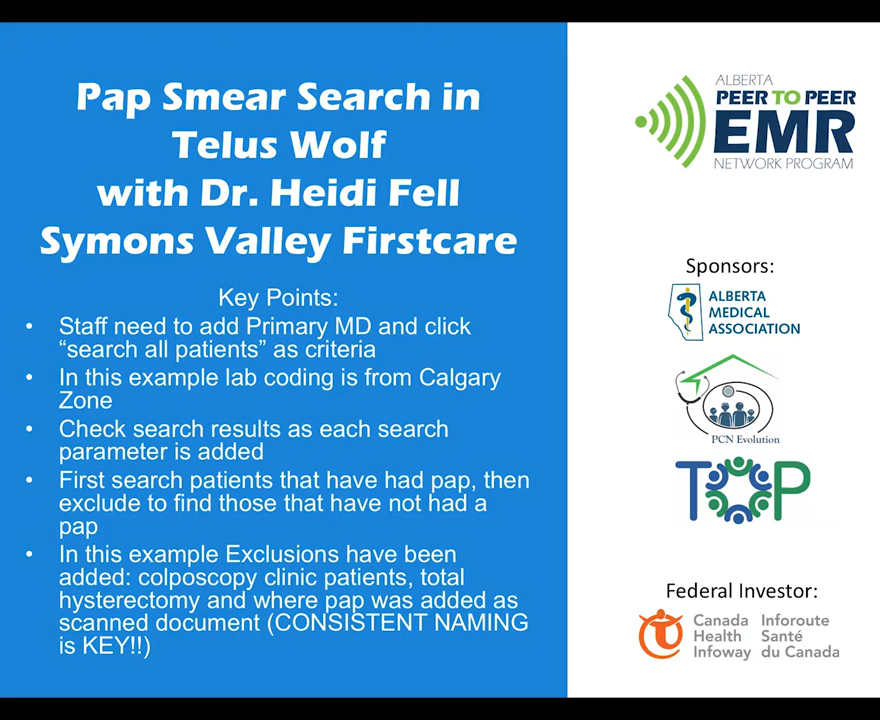 Pap Smear Search in
Telus Wolf
with Dr. Heidi Fell
Symons Valley Firstcare
Key Points:
• Staff need to add Primary MD and click
“search all patients” as criteria
• In this example lab coding is from Calgary
Zone
• Check search results as each search
parameter is added
• First search patients that have had pap, then
exclude to find those that have not had a
pap
• In this example Exclusions have been
added: colposcopy clinic patients, total
hysterectomy and where pap was added as
scanned document (CONSISTENT NAMING
is KEY!!)
ALBERTA
PEER TO PEER
EMR
NETWORK PROGRAM
Sponsors:
ALBERTA
MEDICAL
ASSOCIATION
PCN Evolution
TOP
Federal Investor:
Canada Inforoute
Health Santé
Infoway du Canada